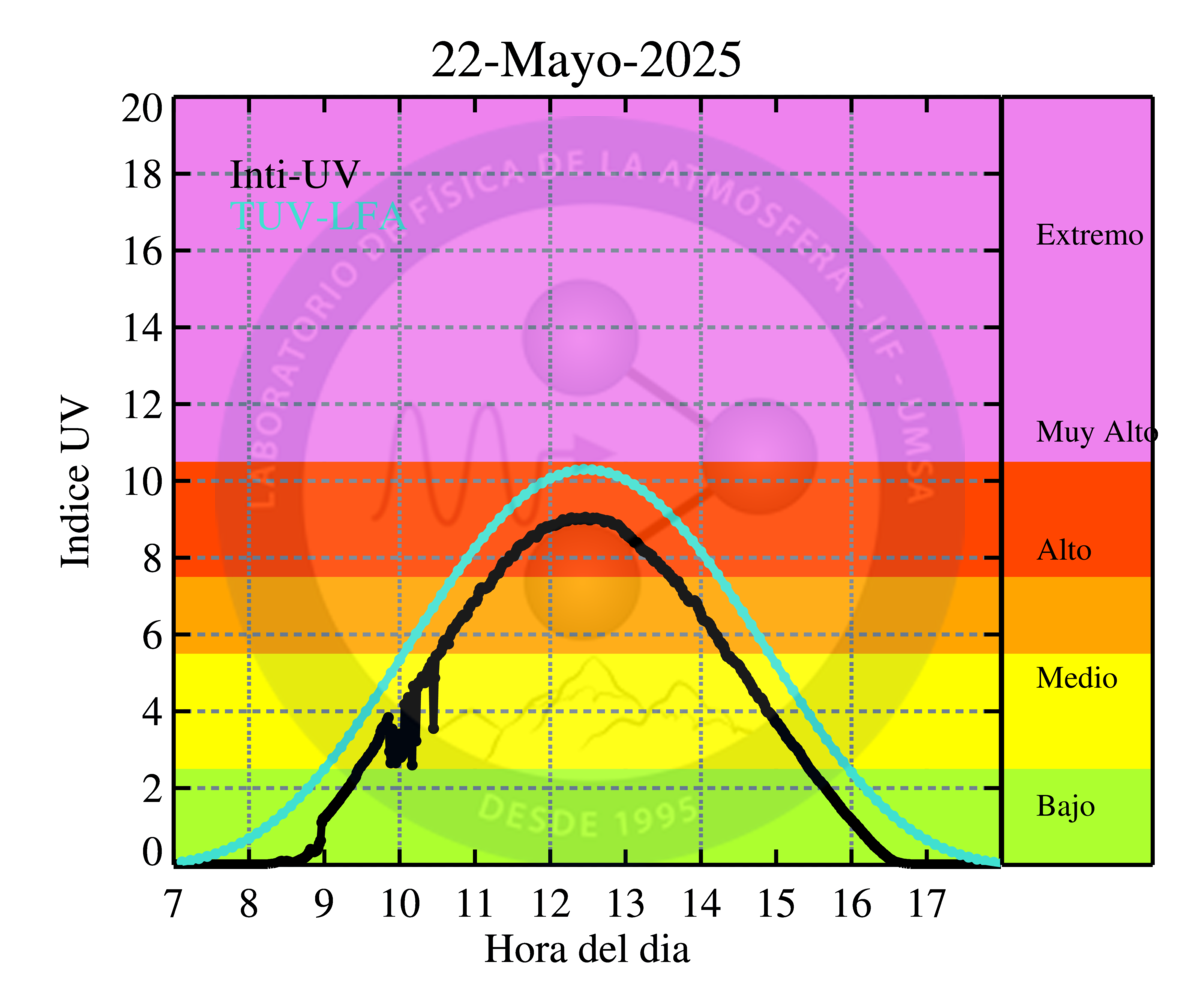 22-Mayo-2025
20
18
16
14
12
10
8
6
4
2
0
Indice UV
Inti-UV
TUV-LFA
LABORATORIO DE FÍSICA DE LA ATMÓSFERA - IIF - UMSA
DESDE 1995
Extremo
Muy Alto
Alto
Medio
Bajo
7 8 9 10 11 12 13 14 15 16 17
Hora del dia